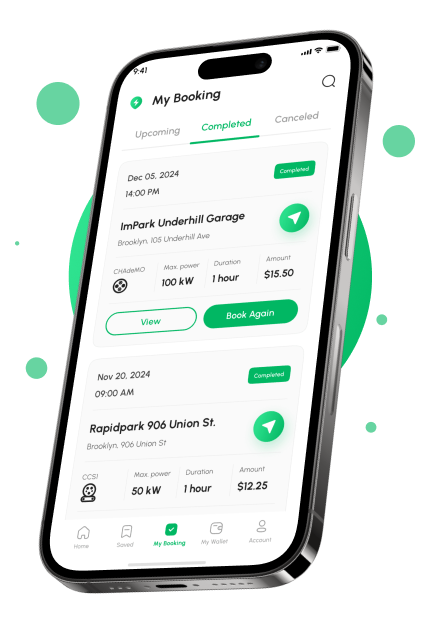 9:41
My Booking
Upcoming Completed Canceled
Dec 05, 2024 Completed
14:00 PM
ImPark Underhill Garage
Brooklyn, 105 Underhill Ave
CHAdeMO Max. power Duration Amount
100 kW 1 hour $15.50
View Book Again
Nov 20, 2024 Completed
09:00 AM
Rapidpark 906 Union St.
Brooklyn, 906 Union St
CCS1 Max. power Duration Amount
50 kW 1 hour $12.25
Home Saved My Booking My Wallet Account